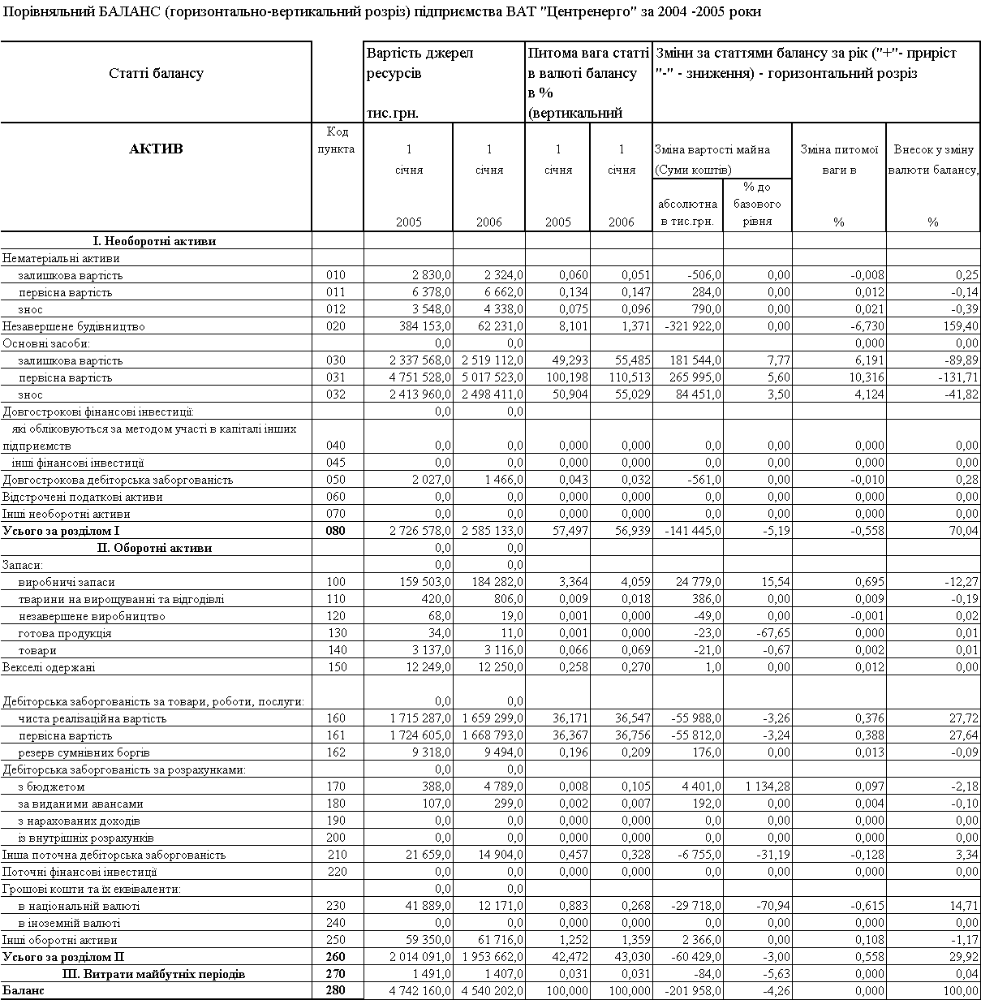 Порівняльний БАЛАНС (горизонтально-вертикальний розріз) підприємства ВАТ "Центренерго" за 2004 -2005 роки
Статті балансу
Вартість джерел
ресурсів
тис.грн.
Питома вага статті
в валюті балансу
в %
(вертикальний
Зміни за статтями балансу за рік ("+"- приріст
"-" - зниження) - горизонтальний розріз
АКТИВ
Код
пункта
1
січня
2005
1
січня
2006
1
січня
2005
1
січня
2006
Зміна вартості майна
(Суми коштів)
абсолютна
в тис.грн.
% до
базового
рівня
Зміна питомої
ваги в
%
Внесок у зміну
валюти балансу,
%
І. Необоротні активи
Нематеріальні активи
залишкова вартість 010 2 830,0 2 324,0 0,060 0,051 -506,0 0,00 -0,008 0,25
первісна вартість 011 6 378,0 6 662,0 0,134 0,147 284,0 0,00 0,012 -0,14
знос 012 3 548,0 4 338,0 0,075 0,096 790,0 0,00 0,021 -0,39
Незавершене будівництво 020 384 153,0 62 231,0 8,101 1,371 -321 922,0 0,00 -6,730 159,40
Основні засоби: 0,0 0,0 0,000 0,00
залишкова вартість 030 2 337 568,0 2 519 112,0 49,293 55,485 181 544,0 7,77 6,191 -89,89
первісна вартість 031 4 751 528,0 5 017 523,0 100,198 110,513 265 995,0 5,60 10,316 -131,71
знос 032 2 413 960,0 2 498 411,0 50,904 55,029 84 451,0 3,50 4,124 -41,82
Довгострокові фінансові інвестиції: 0,0 0,0
які обліковуються за методом участі в капіталі інших
підприємств 040 0,0 0,0 0,000 0,000 0,0 0,00 0,000 0,00
інші фінансові інвестиції 045 0,0 0,0 0,000 0,000 0,0 0,00 0,000 0,00
Довгострокова дебіторська заборгованість 050 2 027,0 1 466,0 0,043 0,032 -561,0 0,00 -0,010 0,28
Відстрочені податкові активи 060 0,0 0,0 0,000 0,000 0,0 0,00 0,000 0,00
Інші необоротні активи 070 0,0 0,0 0,000 0,000 0,0 0,00 0,000 0,00
Усього за розділом І 080 2 726 578,0 2 585 133,0 57,497 56,939 -141 445,0 -5,19 -0,558 70,04
ІІ. Оборотні активи 0,0 0,0
Запаси: 0,0 0,0
виробничі запаси 100 159 503,0 184 282,0 3,364 4,059 24 779,0 15,54 0,695 -12,27
тварини на вирощуванні та відгодівлі 110 420,0 806,0 0,009 0,018 386,0 0,00 0,009 -0,19
незавершене виробництво 120 68,0 19,0 0,001 0,000 -49,0 0,00 -0,001 0,02
готова продукція 130 34,0 11,0 0,001 0,000 -23,0 -67,65 0,000 0,01
товари 140 3 137,0 3 116,0 0,066 0,069 -21,0 -0,67 0,002 0,01
Векселі одержані 150 12 249,0 12 250,0 0,258 0,270 1,0 0,00 0,012 0,00
Дебіторська заборгованість за товари, роботи, послуги: 0,0 0,0
чиста реалізаційна вартість 160 1 715 287,0 1 659 299,0 36,171 36,547 -55 988,0 -3,26 0,376 27,72
первісна вартість 161 1 724 605,0 1 668 793,0 36,367 36,756 -55 812,0 -3,24 0,388 27,64
резерв сумнівних боргів 162 9 318,0 9 494,0 0,196 0,209 176,0 0,00 0,013 -0,09
Дебіторська заборгованість за розрахунками: 0,0 0,0
з бюджетом 170 388,0 4 789,0 0,008 0,105 4 401,0 1 134,28 0,097 -2,18
за виданими авансами 180 107,0 299,0 0,002 0,007 192,0 0,00 0,004 -0,10
з нарахованих доходів 190 0,0 0,0 0,000 0,000 0,0 0,00 0,000 0,00
із внутрішніх розрахунків 200 0,0 0,0 0,000 0,000 0,0 0,00 0,000 0,00
Інша поточна дебіторська заборгованість 210 21 659,0 14 904,0 0,457 0,328 -6 755,0 -31,19 -0,128 3,34
Поточні фінансові інвестиції 220 0,0 0,0 0,000 0,000 0,0 0,00 0,000 0,00
Грошові кошти та їх еквіваленти: 0,0 0,0
в національній валюті 230 41 889,0 12 171,0 0,883 0,268 -29 718,0 -70,94 -0,615 14,71
в іноземній валюті 240 0,0 0,0 0,000 0,000 0,0 0,00 0,000 0,00
Інші оборотні активи 250 59 350,0 61 716,0 1,252 1,359 2 366,0 0,00 0,108 -1,17
Усього за розділом ІІ 260 2 014 091,0 1 953 662,0 42,472 43,030 -60 429,0 -3,00 0,558 29,92
ІІІ. Витрати майбутніх періодів 270 1 491,0 1 407,0 0,031 0,031 -84,0 -5,63 0,000 0,04
Баланс 280 4 742 160,0 4 540 202,0 100,000 100,000 -201 958,0 -4,26 0,000 100,00